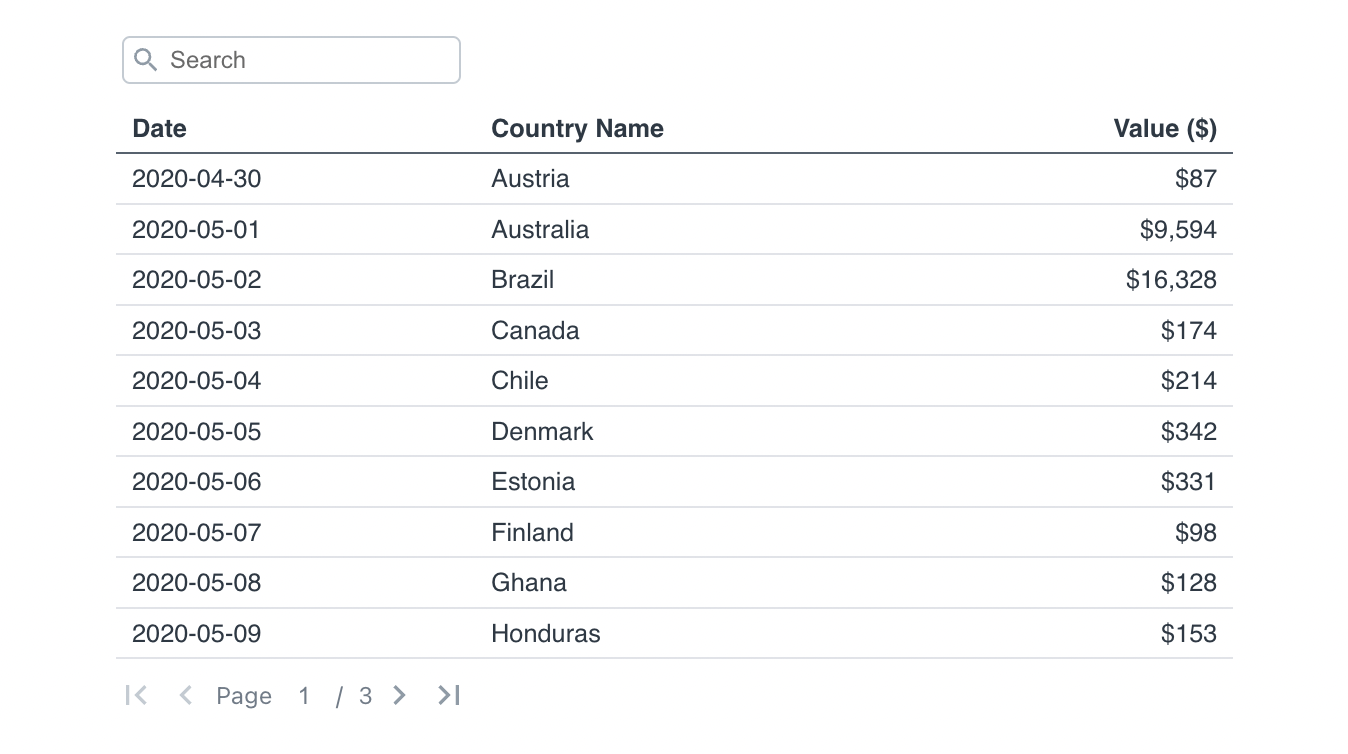 Search
Date Country Name Value ($)
2020-04-30 Austria $87
2020-05-01 Australia $9,594
2020-05-02 Brazil $16,328
2020-05-03 Canada $174
2020-05-04 Chile $214
2020-05-05 Denmark $342
2020-05-06 Estonia $331
2020-05-07 Finland $98
2020-05-08 Ghana $128
2020-05-09 Honduras $153
Page 1 / 3